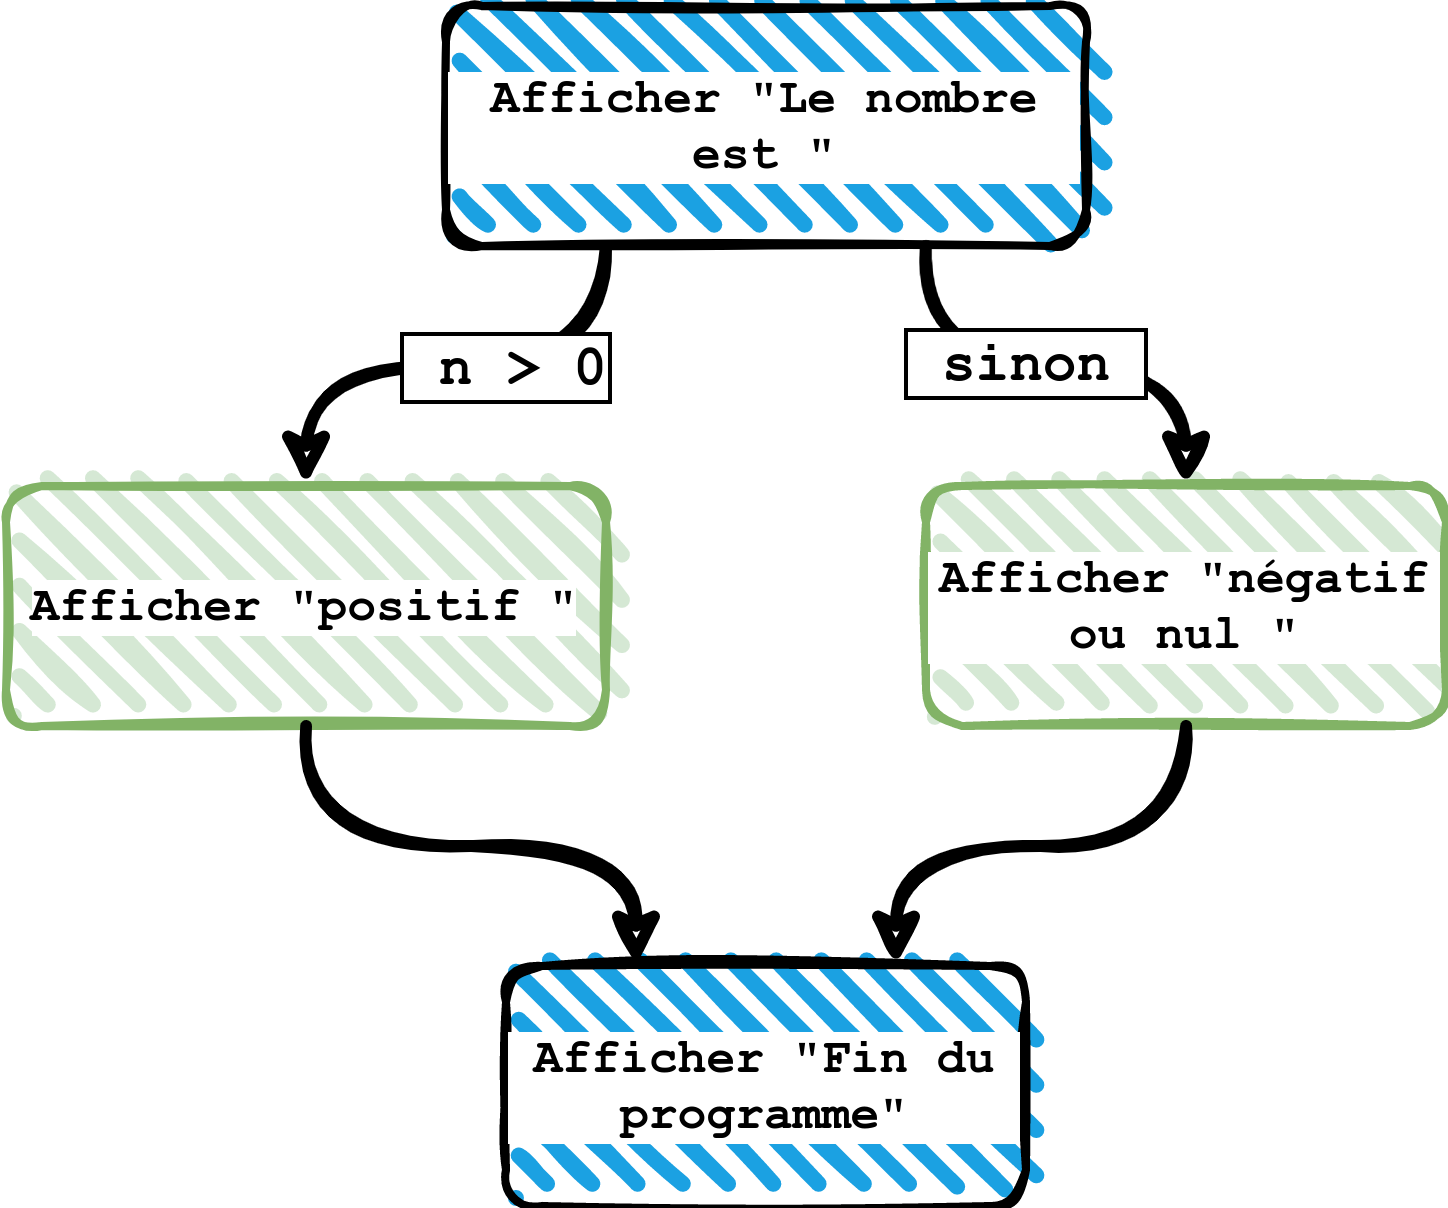 Afficher "Le nombre
est "
n > 0
sinon
Afficher "positif "
Afficher "négatif
ou nul "
Afficher "Fin du
programme"